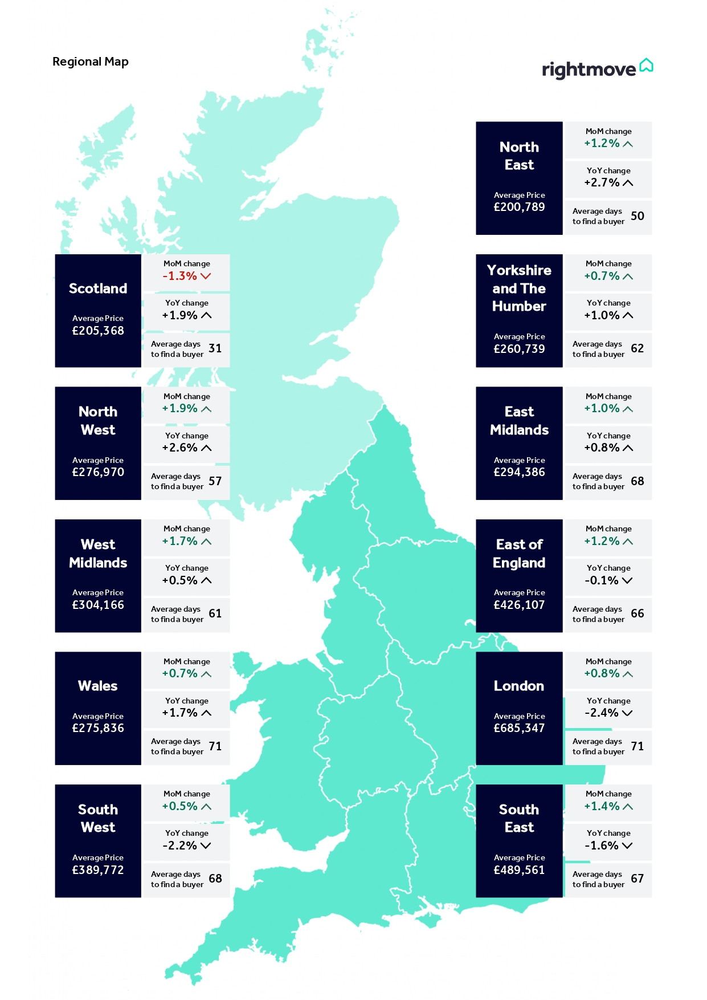 Regional Map
rightmove
North
East
Average Price
£200,789
MoM change
+1.2%
YoY change
+2.7%
Average days
to find a buyer
50
Scotland
Average Price
£205,368
MoM change
-1.3%
YoY change
+1.9%
Average days
to find a buyer
31
Yorkshire
and The
Humber
Average Price
£260,739
MoM change
+0.7%
YoY change
+1.0%
Average days
to find a buyer
62
North
West
Average Price
£276,970
MoM change
+1.9%
YoY change
+2.6%
Average days
to find a buyer
57
East
Midlands
Average Price
£294,386
MoM change
+1.0%
YoY change
+0.8%
Average days
to find a buyer
68
West
Midlands
Average Price
£304,166
MoM change
+1.7%
YoY change
+0.5%
Average days
to find a buyer
61
East of
England
Average Price
£426,107
MoM change
+1.2%
YoY change
-0.1%
Average days
to find a buyer
66
Wales
Average Price
£275,836
MoM change
+0.7%
YoY change
+1.7%
Average days
to find a buyer
71
London
Average Price
£685,347
MoM change
+0.8%
YoY change
-2.4%
Average days
to find a buyer
71
South
West
Average Price
£389,772
MoM change
+0.5%
YoY change
-2.2%
Average days
to find a buyer
68
South
East
Average Price
£489,561
MoM change
+1.4%
YoY change
-1.6%
Average days
to find a buyer
67